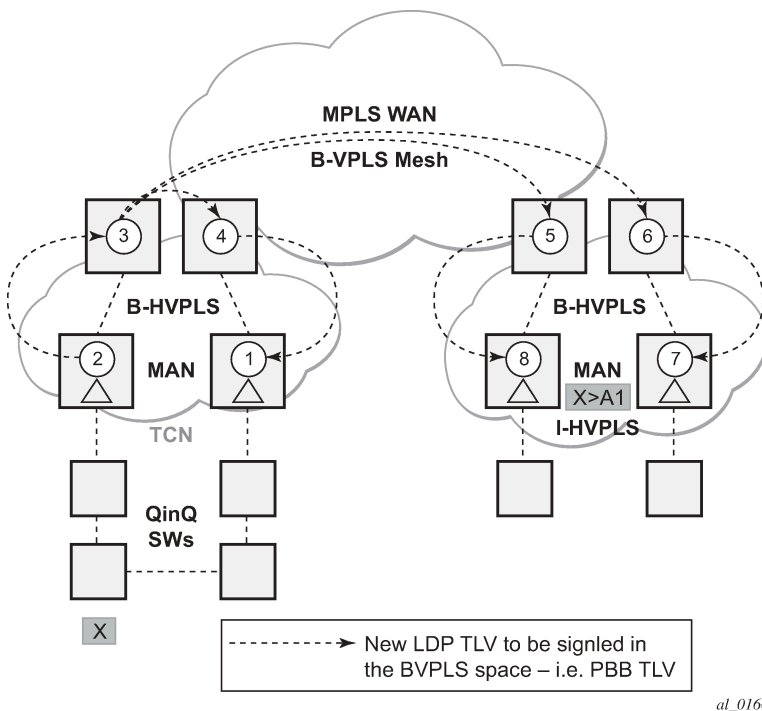 MPLS WAN
B-VPLS Mesh
3
4
5
6
B-HVPLS
B-HVPLS
2
MAN
1
8
MAN
7
X>A1
TCN
I-HVPLS
QinQ
SWs
X
New LDP TLV to be signled in
the BVPLS space – i.e. PBB TLV